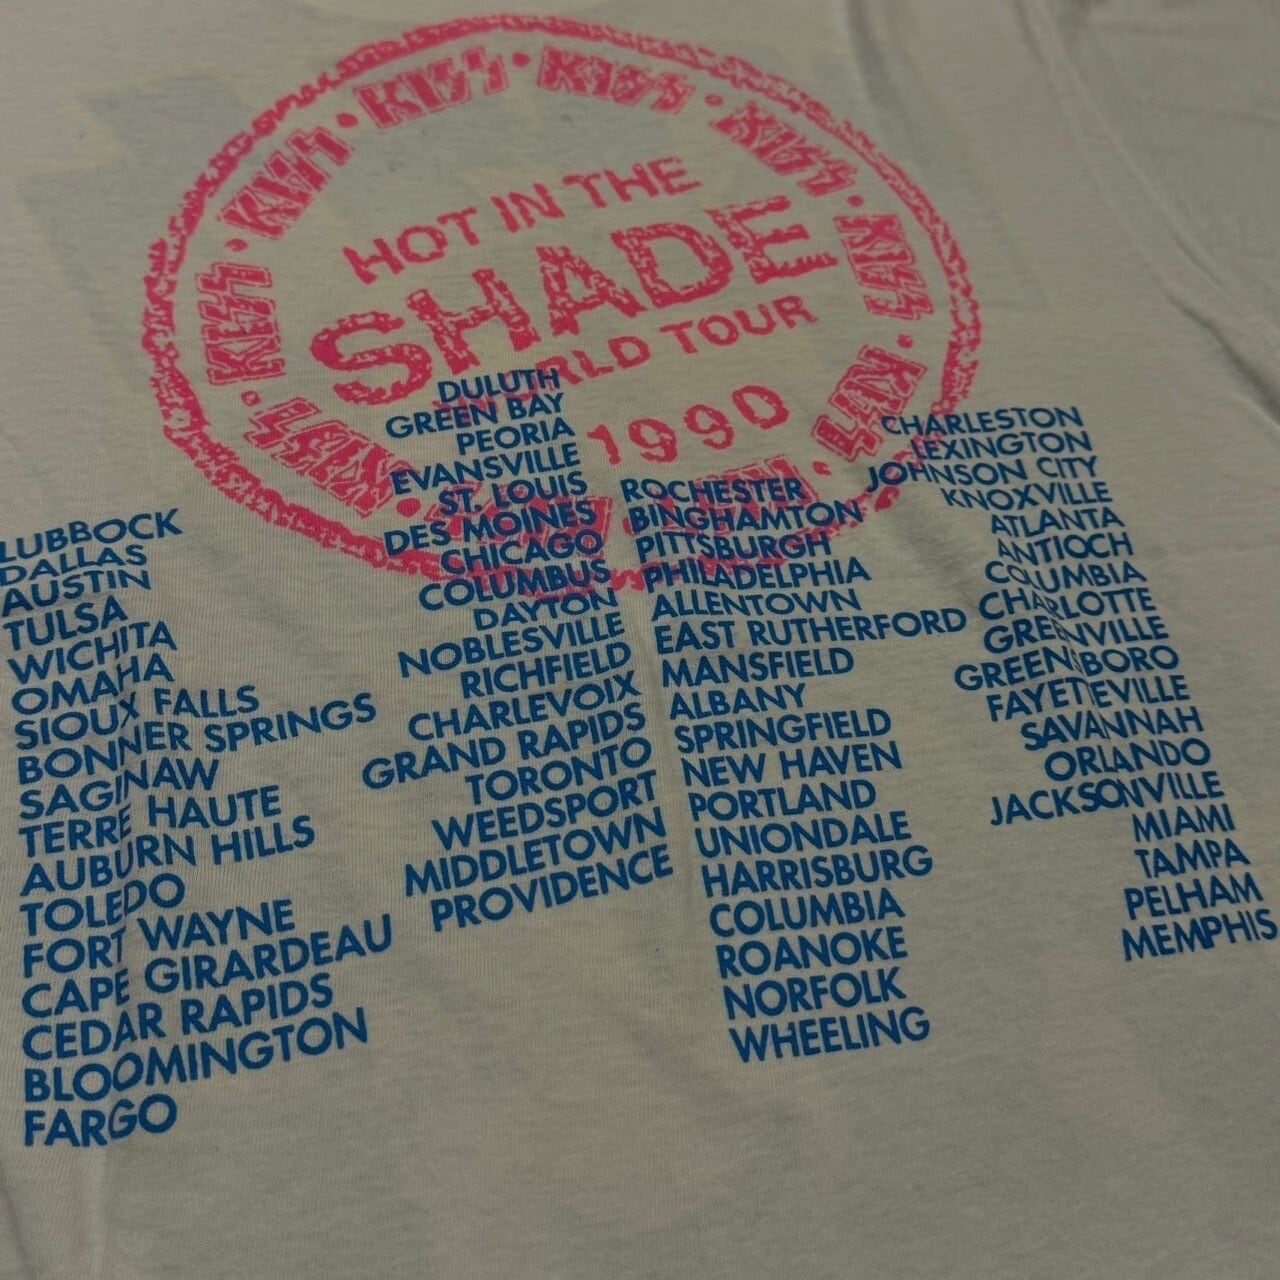 KISS • KISS • KISS • KISS • KISS • KISS • KISS • KISS • KISS
HOT IN THE
SHADE
WORLD TOUR
1990
LUBBOCK
DALLAS
AUSTIN
TULSA
WICHITA
OMAHA
SIOUX FALLS
BONNER SPRINGS
SAGINAW
TERRE HAUTE
AUBURN HILLS
TOLEDO
FORT WAYNE
CAPE GIRARDEAU
CEDAR RAPIDS
BLOOMINGTON
FARGO
DULUTH
GREEN BAY
PEORIA
EVANSVILLE
ST. LOUIS
DES MOINES
CHICAGO
COLUMBUS
DAYTON
NOBLESVILLE
RICHFIELD
CHARLEVOIX
GRAND RAPIDS
TORONTO
WEEDSPORT
MIDDLETOWN
PROVIDENCE
ROCHESTER
BINGHAMTON
PITTSBURGH
PHILADELPHIA
ALLENTOWN
EAST RUTHERFORD
MANSFIELD
ALBANY
SPRINGFIELD
NEW HAVEN
PORTLAND
UNIONDALE
HARRISBURG
COLUMBIA
ROANOKE
NORFOLK
WHEELING
CHARLESTON
LEXINGTON
JOHNSON CITY
KNOXVILLE
ATLANTA
ANTIOCH
COLUMBIA
CHARLOTTE
GREENVILLE
GREENSBORO
FAYETTEVILLE
SAVANNAH
ORLANDO
JACKSONVILLE
MIAMI
TAMPA
PELHAM
MEMPHIS